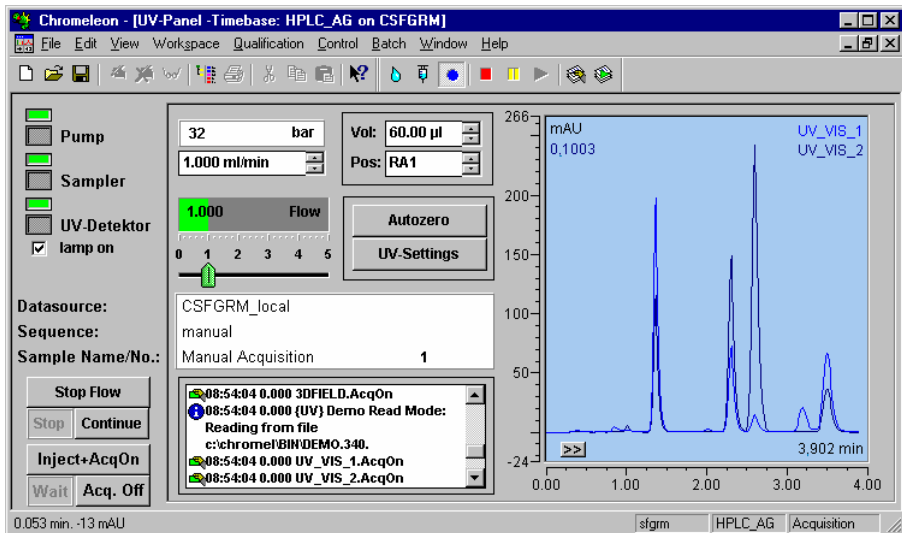 Chromeleon - [UV-Panel -Timebase: HPLC_AG on CSFGRM]
File Edit View Workspace Qualification Control Batch Window Help
Pump
Sampler
UV-Detektor
lamp on
32 bar
1.000 ml/min
Vol: 60.00 µl
Pos: RA1
1.000 Flow
0 1 2 3 4 5
Autozero
UV-Settings
Datasource: CSFGRM_local
Sequence: manual
Sample Name/No.: Manual Acquisition 1
Stop Flow
Stop Continue
Inject+AcqOn
Wait Acq. Off
08:54:04 0.000 3DFIELD.AcqOn
08:54:04 0.000 {UV} Demo Read Mode:
Reading from file
c:\chromel\BIN\DEMO.340.
08:54:04 0.000 UV_VIS_1.AcqOn
08:54:04 0.000 UV_VIS_2.AcqOn
266
200
150
100
50
-24
mAU
0,1003
UV_VIS_1
UV_VIS_2
>>
3,902 min
0.00 1.00 2.00 3.00 4.00
0.053 min. -13 mAU
sfgrm HPLC_AG Acquisition